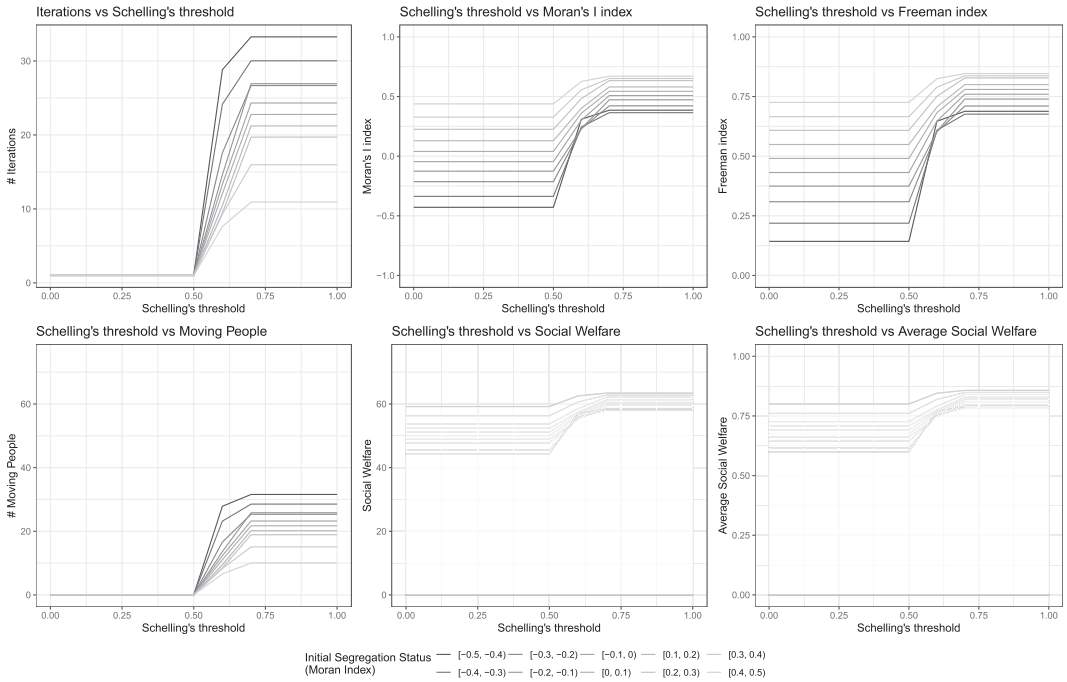 Iterations vs Schelling's threshold
# Iterations
30
20
10
0
0.00 0.25 0.50 0.75 1.00
Schelling's threshold
Schelling's threshold vs Moran's I index
Moran's I index
1.0
0.5
0.0
−0.5
−1.0
0.00 0.25 0.50 0.75 1.00
Schelling's threshold
Schelling's threshold vs Freeman index
Freeman index
1.00
0.75
0.50
0.25
0.00
0.00 0.25 0.50 0.75 1.00
Schelling's threshold
Schelling's threshold vs Moving People
# Moving People
60
40
20
0
0.00 0.25 0.50 0.75 1.00
Schelling's threshold
Schelling's threshold vs Social Welfare
Social Welfare
60
40
20
0
0.00 0.25 0.50 0.75 1.00
Schelling's threshold
Schelling's threshold vs Average Social Welfare
Average Social Welfare
1.00
0.75
0.50
0.25
0.00
0.00 0.25 0.50 0.75 1.00
Schelling's threshold
Initial Segregation Status
(Moran Index)
[−0.5, −0.4) [−0.3, −0.2) [−0.1, 0) [0.1, 0.2) [0.3, 0.4)
[−0.4, −0.3) [−0.2, −0.1) [0, 0.1) [0.2, 0.3) [0.4, 0.5)